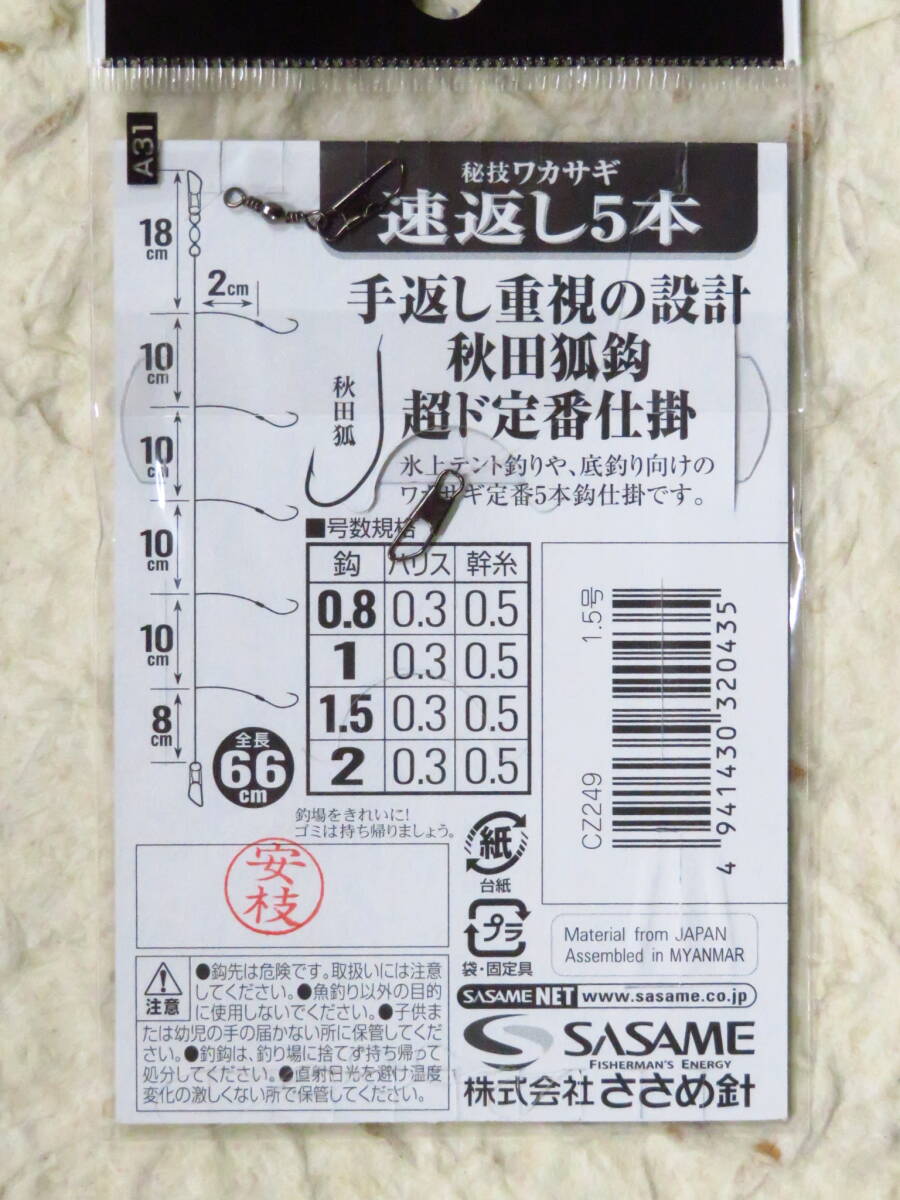 A31
秘技ワカサギ
速返し5本
手返し重視の設計
秋田狐鈎
超ド定番仕掛
氷上テント釣りや、底釣り向けの
ワカサギ定番5本鈎仕掛です。
秋田狐
18cm
2cm
10cm
10cm
10cm
10cm
8cm
全長
66cm
■号数規格
鈎 ハリス 幹糸
0.8 0.3 0.5
1 0.3 0.5
1.5 0.3 0.5
2 0.3 0.5
釣場をきれいに!
ゴミは持ち帰りましょう。
安枝
紙
台紙
プラ
袋・固定具
1.5号
CZ249
4 941430 320435
Material from JAPAN
Assembled in MYANMAR
注意
●鈎先は危険です。取扱いには注意
してください。●魚釣り以外の目的
に使用しないでください。●子供ま
たは幼児の手の届かない所に保管してくだ
さい。●釣鈎は、釣り場に捨てず持ち帰って
処分してください。●直射日光を避け温度
変化の激しくない所で保管してください。
SASAME NET www.sasame.co.jp
SASAME
FISHERMAN'S ENERGY
株式会社ささめ針